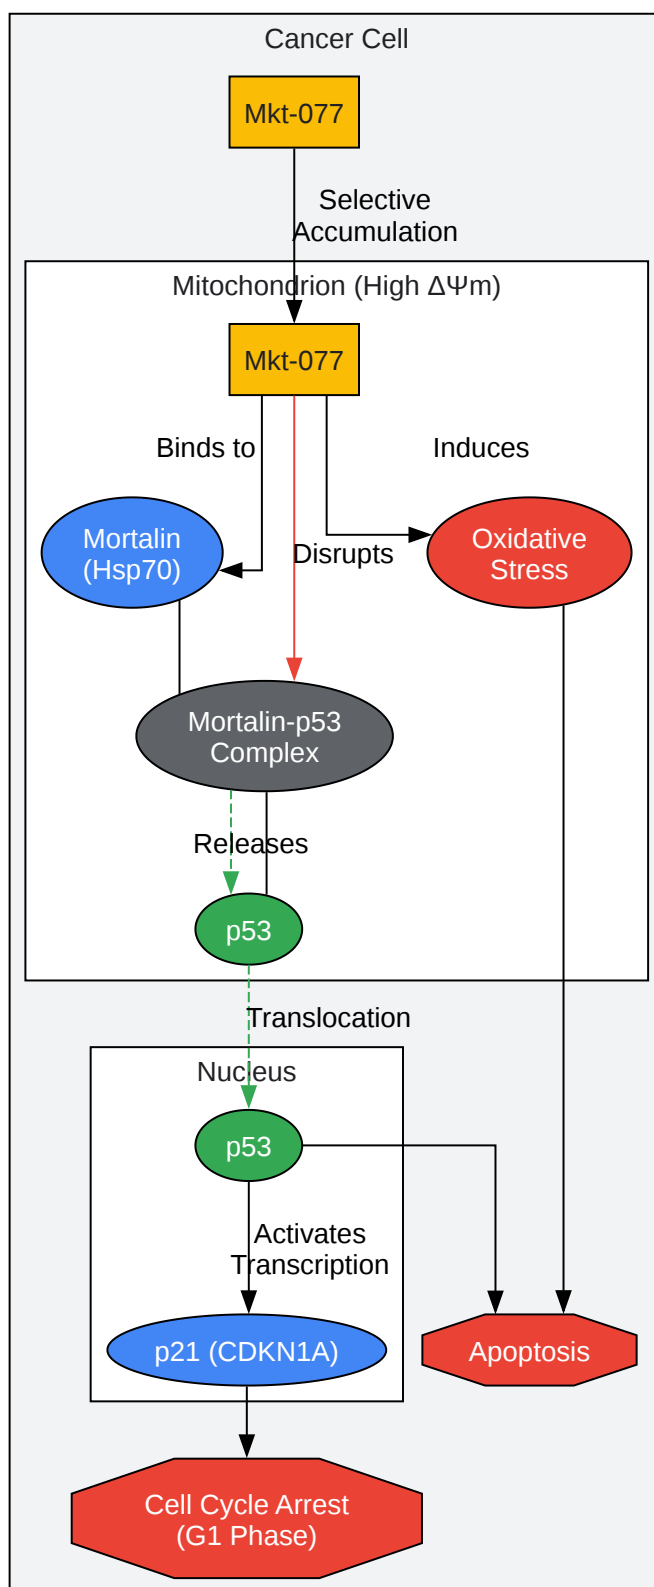 Cancer Cell
Mkt-077
Selective
Accumulation
Mitochondrion (High ΔΨm)
Mkt-077
Binds to
Induces
Mortalin
(Hsp70)
Disrupts
Oxidative
Stress
Mortalin-p53
Complex
Releases
p53
Translocation
Nucleus
p53
Activates
Transcription
p21 (CDKN1A)
Apoptosis
Cell Cycle Arrest
(G1 Phase)